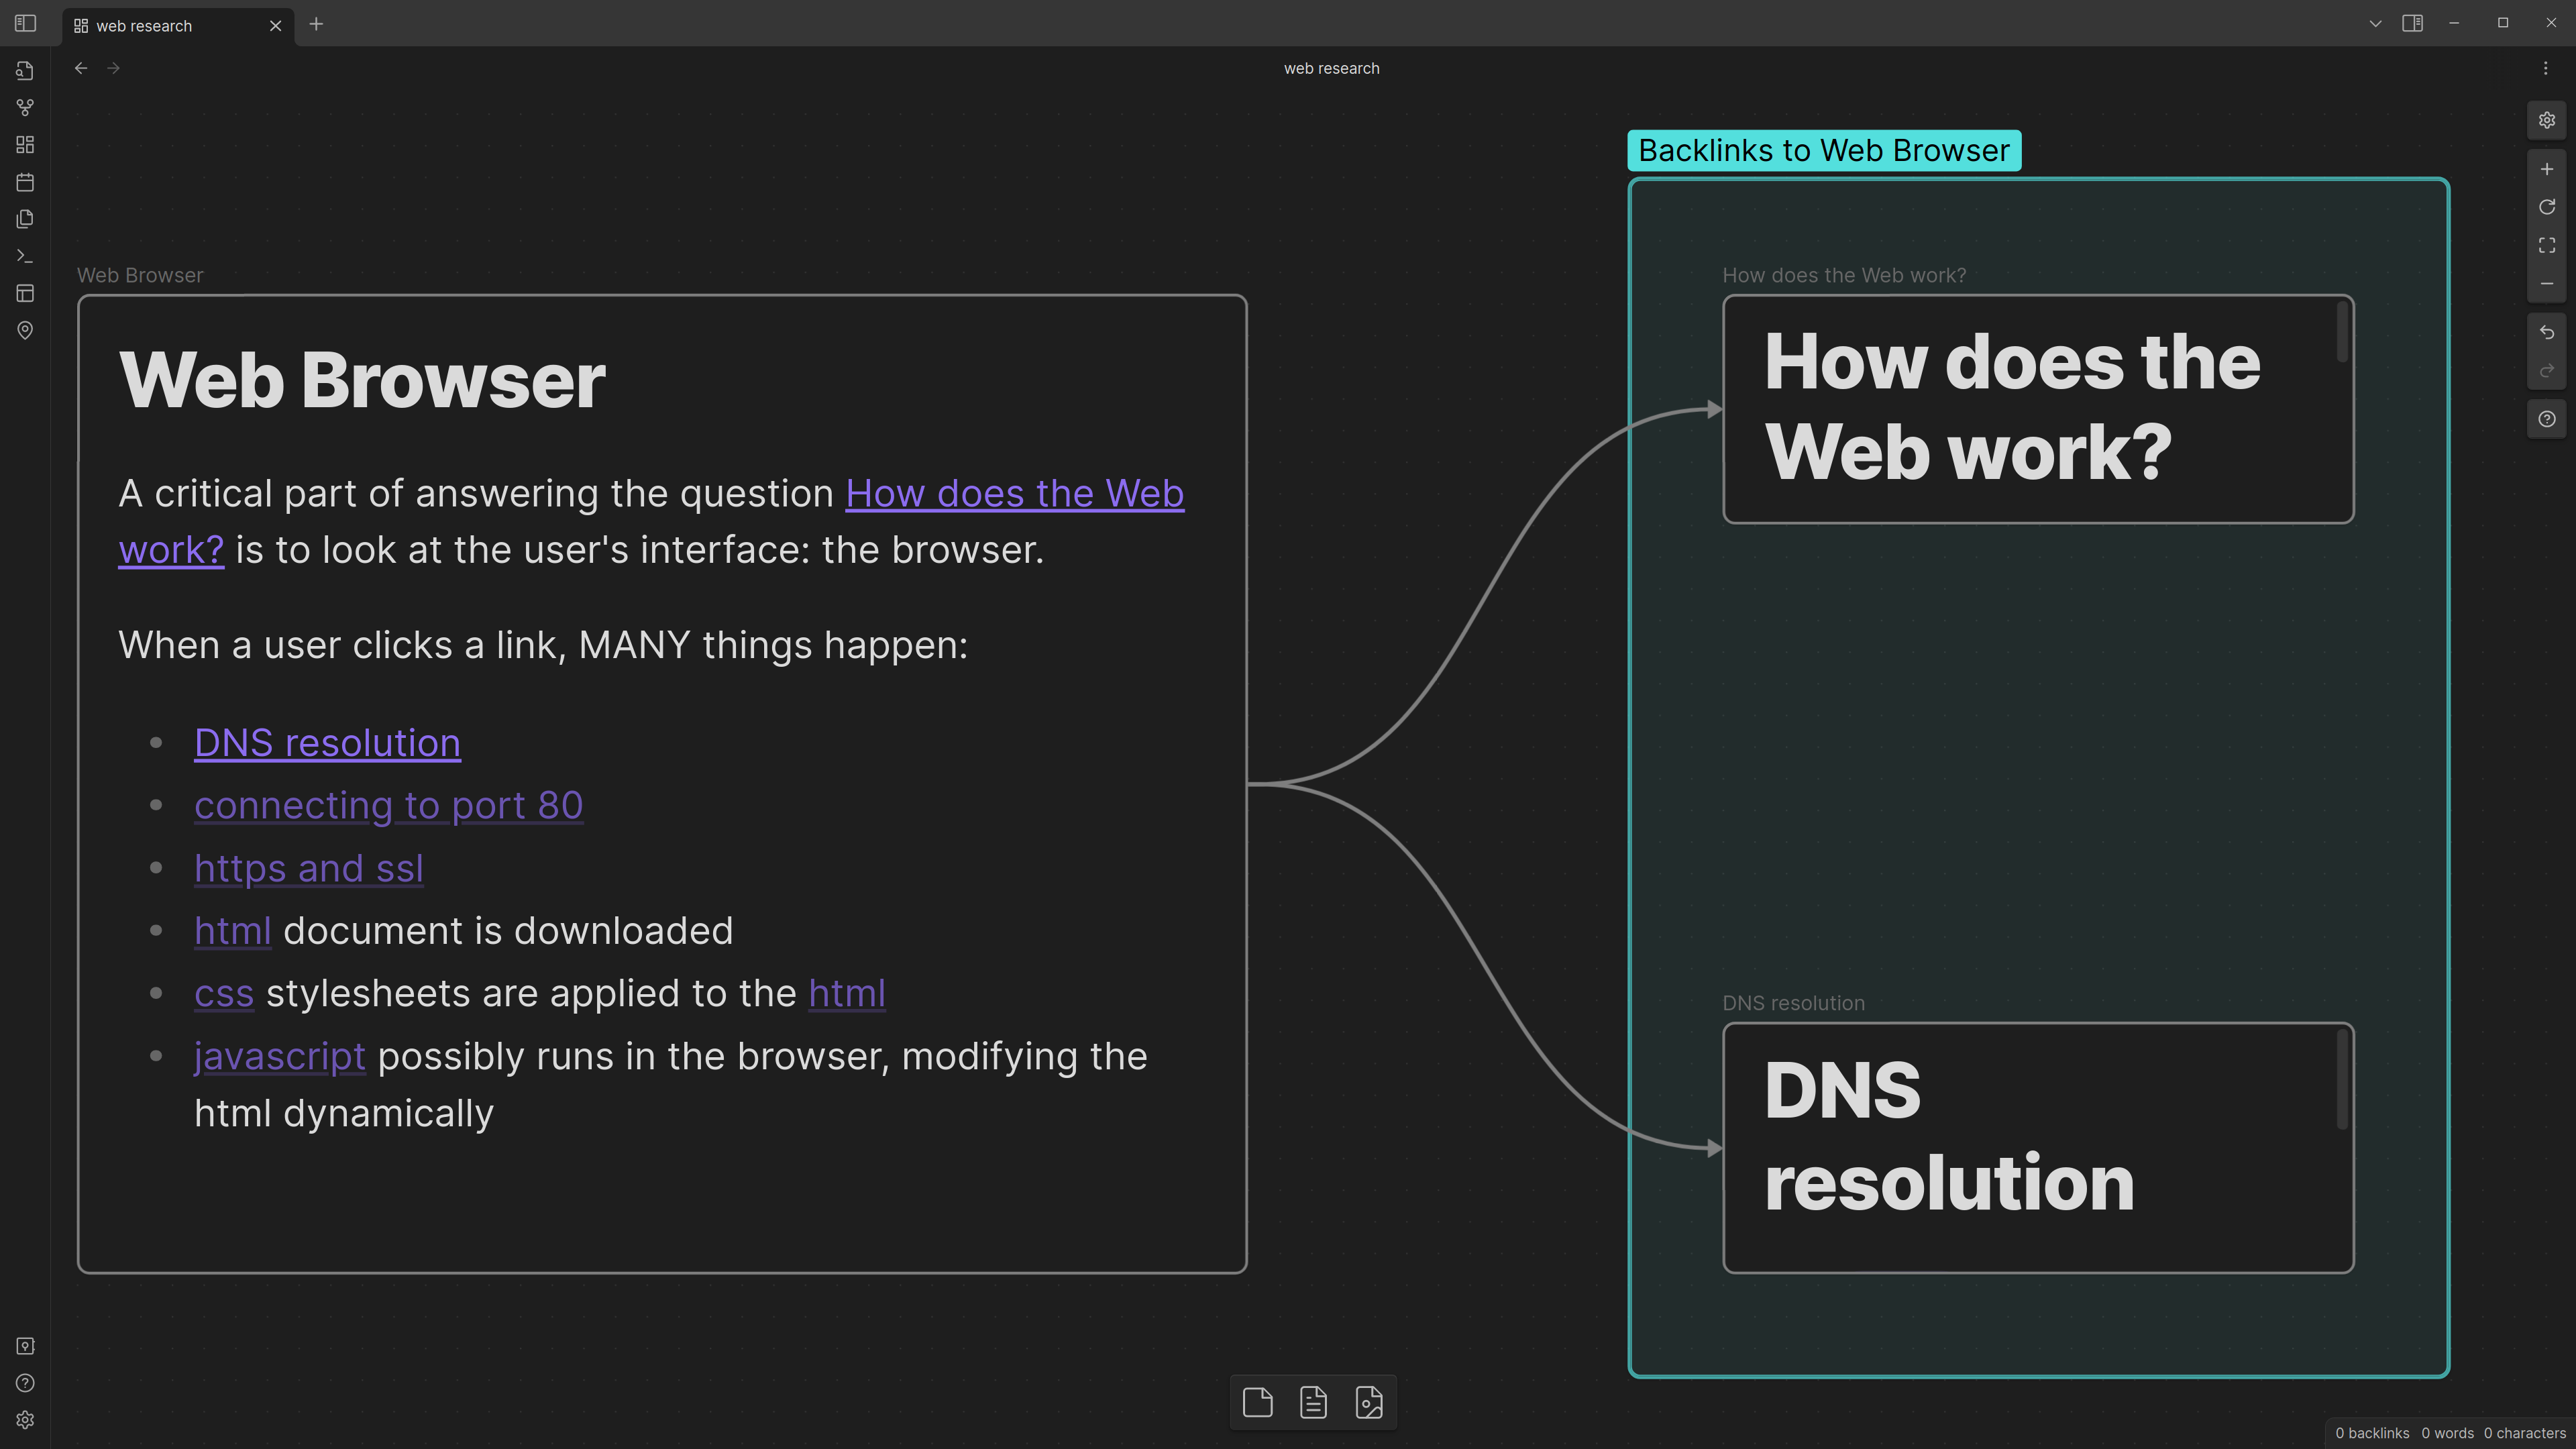 web research
web research
Backlinks to Web Browser
Web Browser
Web Browser
A critical part of answering the question How does the Web
work? is to look at the user's interface: the browser.
When a user clicks a link, MANY things happen:
DNS resolution
connecting to port 80
https and ssl
html document is downloaded
css stylesheets are applied to the html
javascript possibly runs in the browser, modifying the
html dynamically
How does the Web work?
How does the
Web work?
DNS resolution
DNS
resolution
0 backlinks 0 words 0 characters